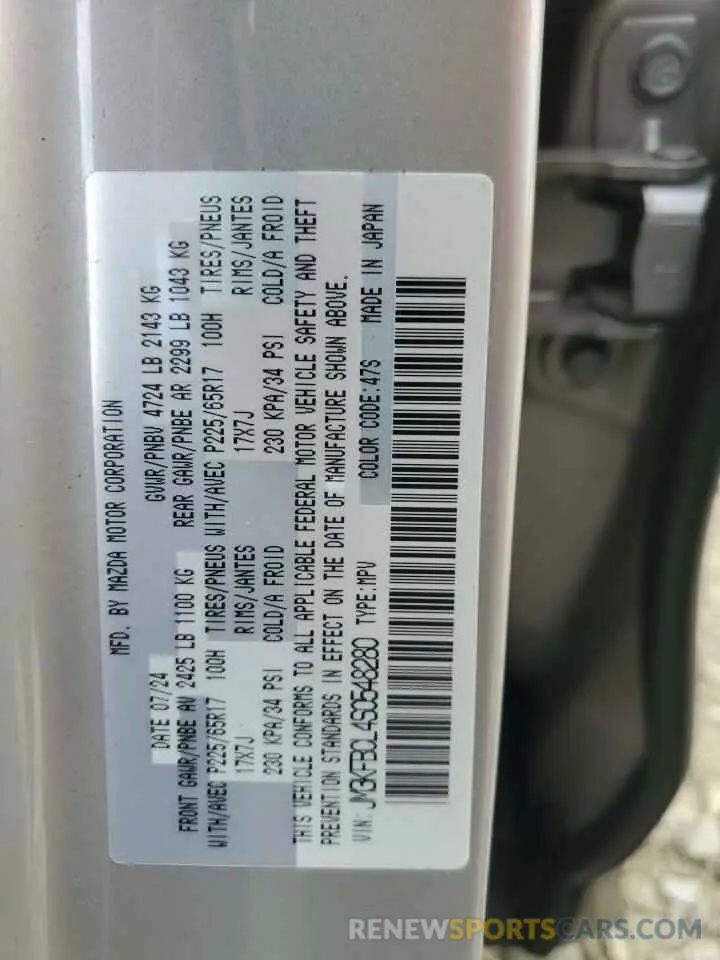 MFD. BY MAZDA MOTOR CORPORATION
DATE 07/24 GVWR/PNBV 4724 LB 2143 KG
FRONT GAWR/PNBE AV 2425 LB 1100 KG REAR GAWR/PNBE AR 2299 LB 1043 KG
WITH/AVEC P225/65R17 100H TIRES/PNEUS WITH/AVEC P225/65R17 100H TIRES/PNEUS
17X7J RIMS/JANTES 17X7J RIMS/JANTES
230 KPA/34 PSI COLD/A FROID 230 KPA/34 PSI COLD/A FROID
THIS VEHICLE CONFORMS TO ALL APPLICABLE FEDERAL MOTOR VEHICLE SAFETY AND THEFT
PREVENTION STANDARDS IN EFFECT ON THE DATE OF MANUFACTURE SHOWN ABOVE.
VIN: JM3KFBCL4S0548280 TYPE:MPV COLOR CODE:47S MADE IN JAPAN
RENEWSPORTSCARS.COM